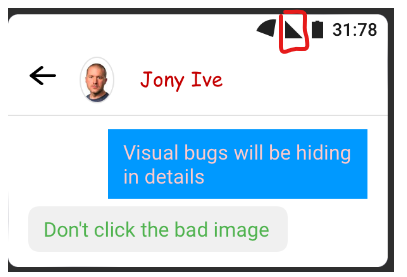 31:78
Jony Ive
Visual bugs will be hiding
in details
Don't click the bad image